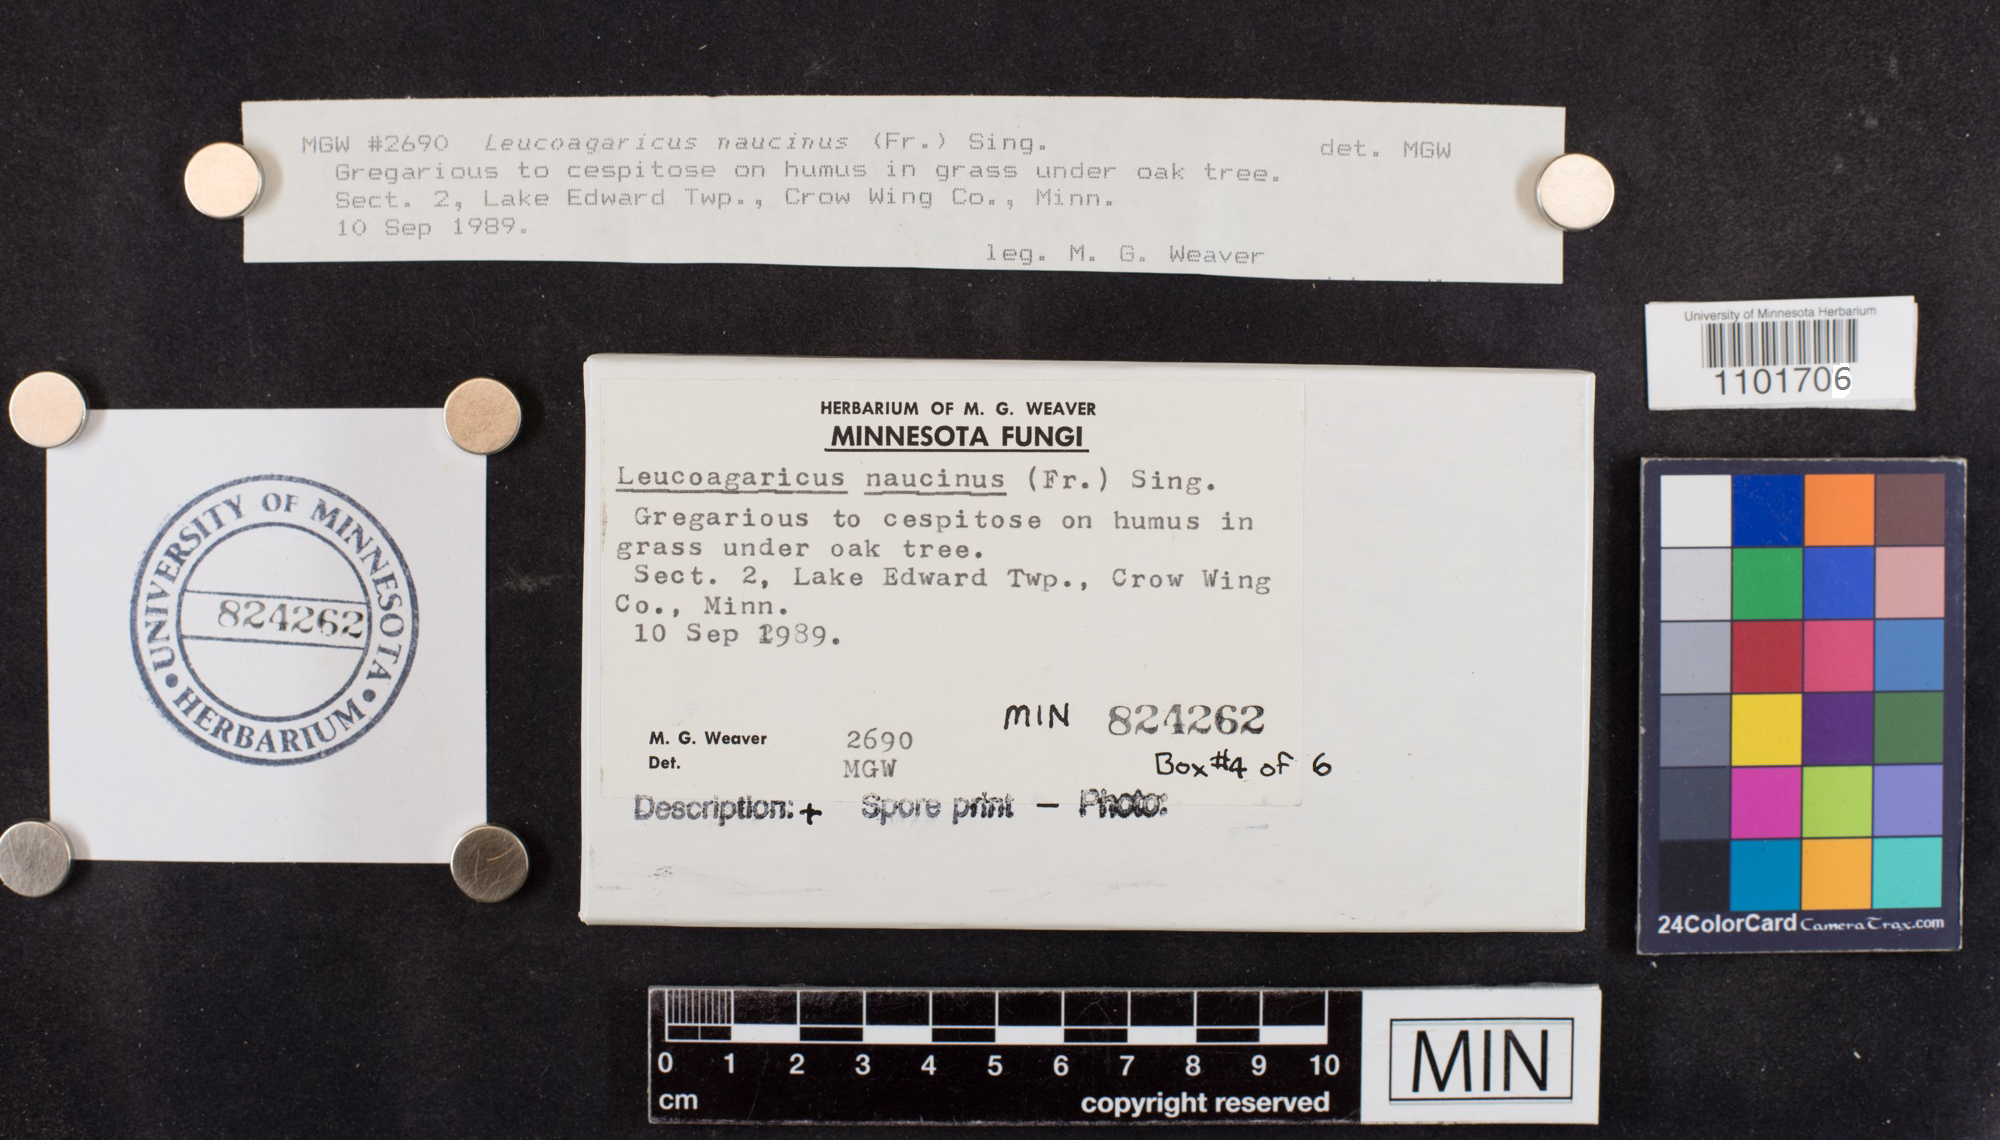 MGW #2690 Leucoagaricus naucinus (Fr.) Sing. det. MGW
Gregarious to cespitose on humus in grass under oak tree.
Sect. 2, Lake Edward Twp., Crow Wing Co., Minn.
10 Sep 1989.
leg. M. G. Weaver
University of Minnesota Herbarium
1101706
UNIVERSITY OF MINNESOTA
824262
• HERBARIUM •
HERBARIUM OF M. G. WEAVER
MINNESOTA FUNGI
Leucoagaricus naucinus (Fr.) Sing.
Gregarious to cespitose on humus in
grass under oak tree.
Sect. 2, Lake Edward Twp., Crow Wing
Co., Minn.
10 Sep 1989.
MIN 824262
M. G. Weaver 2690
Det. MGW
Box #4 of 6
Description: + Spore print — Photo:
24ColorCard CameraTrax.com
0 1 2 3 4 5 6 7 8 9 10
cm copyright reserved
MIN